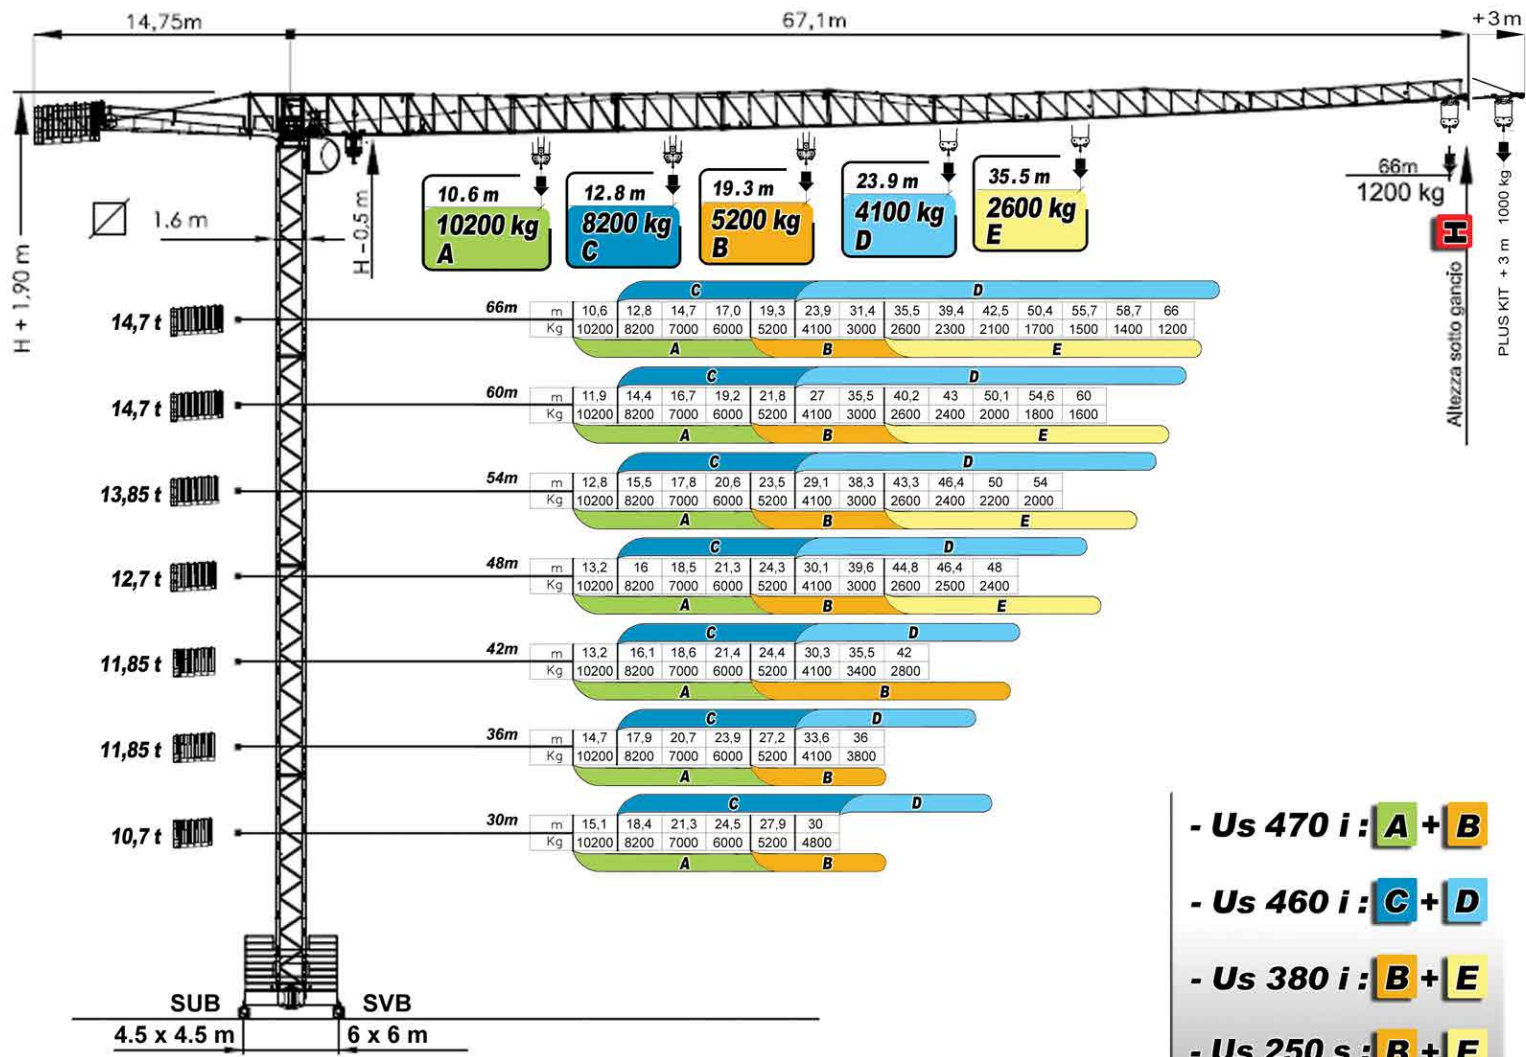 14,75m 67,1m +3m
H + 1,90 m
1.6 m
H-0,5 m
10.6 m
10200 kg
A
12.8 m
8200 kg
C
19.3 m
5200 kg
B
23.9 m
4100 kg
D
35.5 m
2600 kg
E
66m
1200 kg
H
Altezza sotto gancio
PLUS KIT + 3 m 1000 kg
C D
14,7 t 66m m 10,6 12,8 14,7 17,0 19,3 23,9 31,4 35,5 39,4 42,5 50,4 55,7 58,7 66
Kg 10200 8200 7000 6000 5200 4100 3000 2600 2300 2100 1700 1500 1400 1200
A B E
C D
14,7 t 60m m 11,9 14,4 16,7 19,2 21,8 27 35,5 40,2 43 50,1 54,6 60
Kg 10200 8200 7000 6000 5200 4100 3000 2600 2400 2000 1800 1600
A B E
C D
13,85 t 54m m 12,8 15,5 17,8 20,6 23,5 29,1 38,3 43,3 46,4 50 54
Kg 10200 8200 7000 6000 5200 4100 3000 2600 2400 2200 2000
A B E
C D
12,7 t 48m m 13,2 16 18,5 21,3 24,3 30,1 39,6 44,8 46,4 48
Kg 10200 8200 7000 6000 5200 4100 3000 2600 2500 2400
A B E
C D
11,85 t 42m m 13,2 16,1 18,6 21,4 24,4 30,3 35,5 42
Kg 10200 8200 7000 6000 5200 4100 3400 2800
A B
C D
11,85 t 36m m 14,7 17,9 20,7 23,9 27,2 33,6 36
Kg 10200 8200 7000 6000 5200 4100 3800
A B
C D
10,7 t 30m m 15,1 18,4 21,3 24,5 27,9 30
Kg 10200 8200 7000 6000 5200 4800
A B
- Us 470 i : A + B
- Us 460 i : C + D
- Us 380 i : B + E
- Us 250 s : B + E
SUB SVB
4.5 x 4.5 m 6 x 6 m